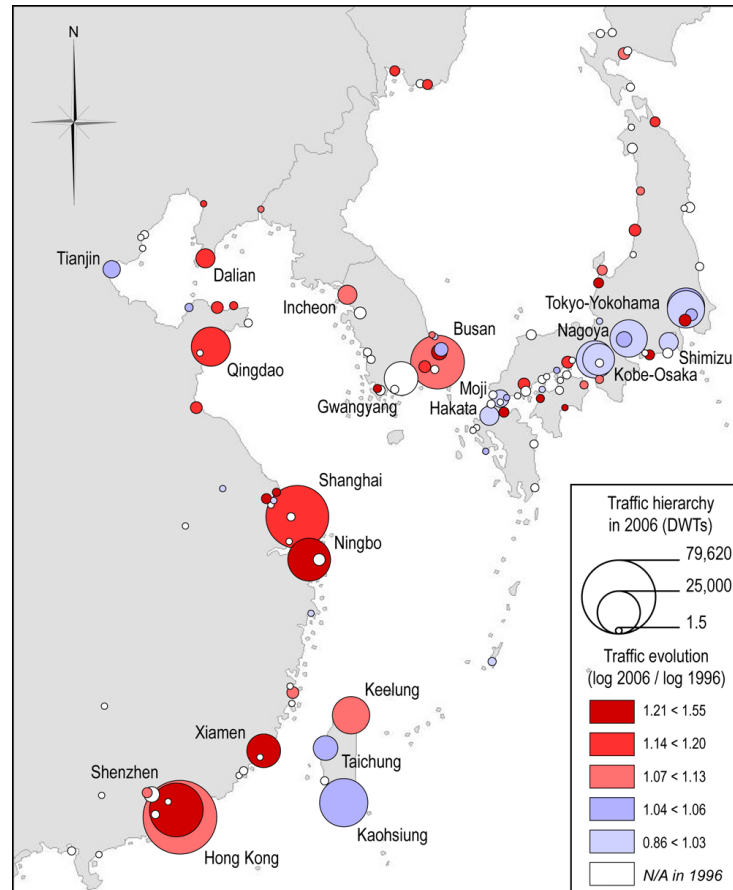 N
Tianjin
Dalian
Incheon
Qingdao
Busan
Gwangyang
Moji
Hakata
Tokyo-Yokohama
Nagoya
Shimizu
Kobe-Osaka
Shanghai
Ningbo
Keelung
Xiamen
Taichung
Shenzhen
Kaohsiung
Hong Kong
Traffic hierarchy
in 2006 (DWTs)
79,620
25,000
1.5
Traffic evolution
(log 2006 / log 1996)
1.21 < 1.55
1.14 < 1.20
1.07 < 1.13
1.04 < 1.06
0.86 < 1.03
N/A in 1996